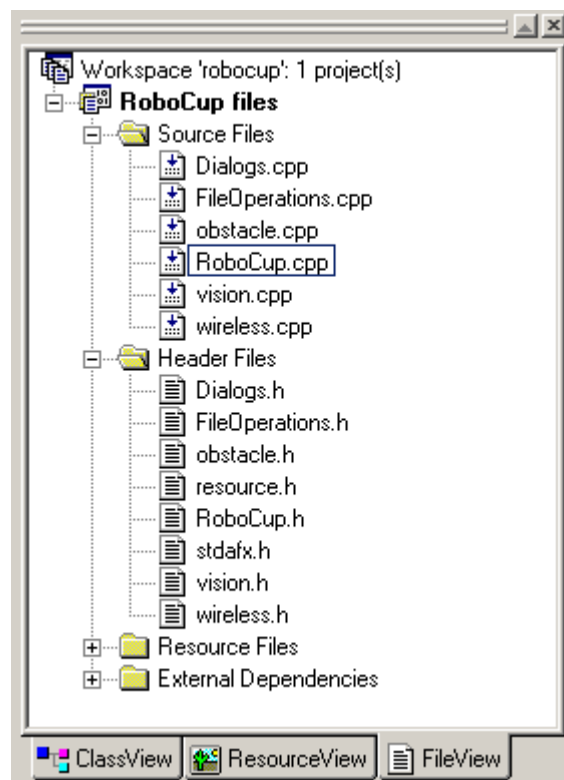 Workspace 'robocup': 1 project(s)
RoboCup files
Source Files
Dialogs.cpp
FileOperations.cpp
obstacle.cpp
RoboCup.cpp
vision.cpp
wireless.cpp
Header Files
Dialogs.h
FileOperations.h
obstacle.h
resource.h
RoboCup.h
stdafx.h
vision.h
wireless.h
Resource Files
External Dependencies
ClassView ResourceView FileView